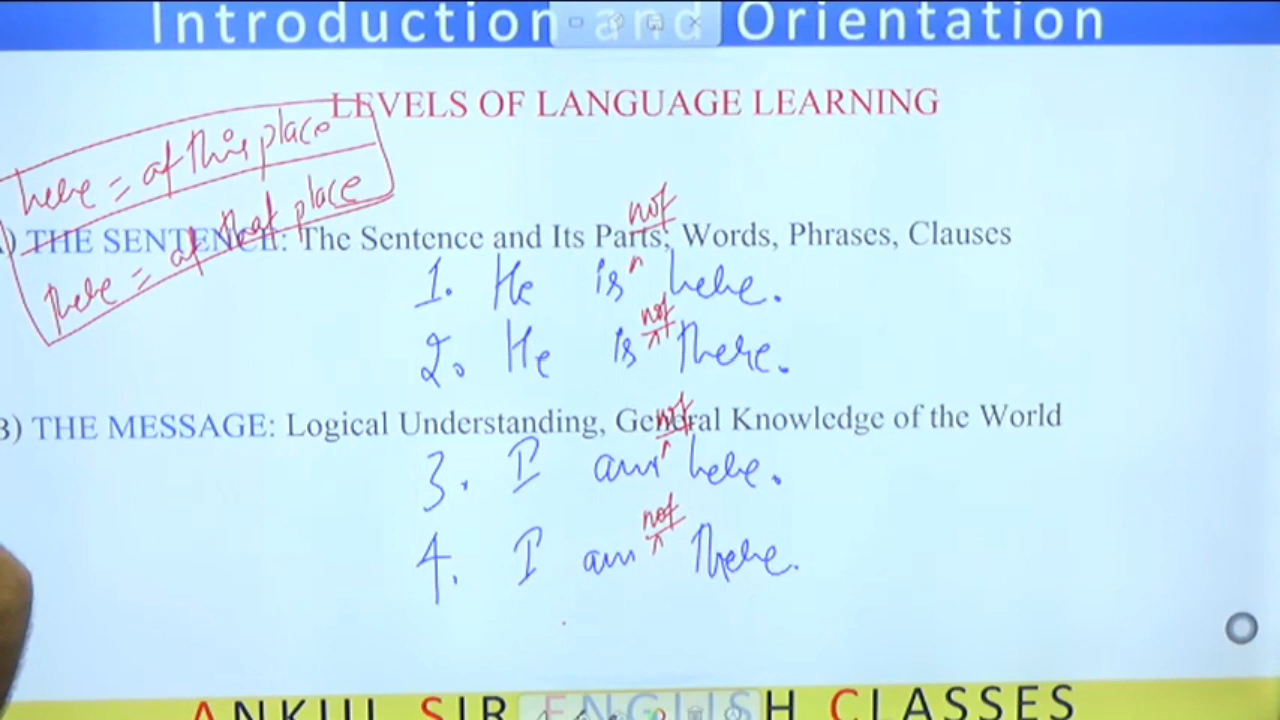 Introduction and Orientation
LEVELS OF LANGUAGE LEARNING
here = at this place
there = at that place
) THE SENTENCE: The Sentence and Its Parts; Words, Phrases, Clauses
not
1. He is ^ here.
not
2. He is ^ there.
3) THE MESSAGE: Logical Understanding, General Knowledge of the World
not
3. I am ^ here.
not
4. I am ^ there.
ANKUL SIR ENGLISH CLASSES